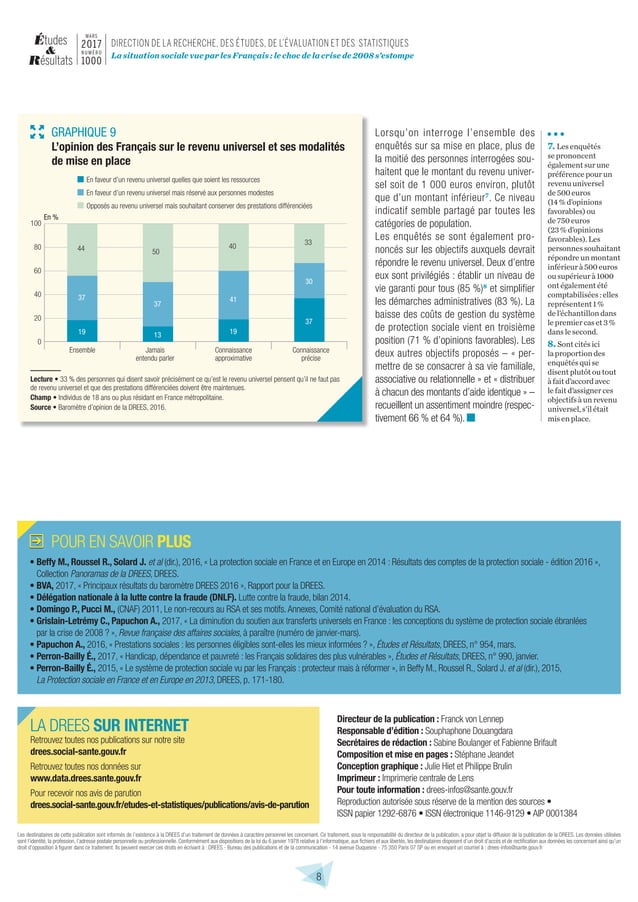 Études & Résultats
MARS 2017 NUMÉRO 1000
DIRECTION DE LA RECHERCHE, DES ÉTUDES, DE L'ÉVALUATION ET DES STATISTIQUES
La situation sociale vue par les Français : le choc de la crise de 2008 s'estompe
GRAPHIQUE 9
L'opinion des Français sur le revenu universel et ses modalités
de mise en place
En faveur d'un revenu universel quelles que soient les ressources
En faveur d'un revenu universel mais réservé aux personnes modestes
Opposés au revenu universel mais souhaitant conserver des prestations différenciées
En %
100
80
60
40
20
0
44 50 40 33
37 37 41 30
19 13 19 37
Ensemble
Jamais
entendu parler
Connaissance
approximative
Connaissance
précise
Lecture • 33 % des personnes qui disent savoir précisément ce qu'est le revenu universel pensent qu'il ne faut pas
de revenu universel et que des prestations différenciées doivent être maintenues.
Champ • Individus de 18 ans ou plus résidant en France métropolitaine.
Source • Baromètre d'opinion de la DREES, 2016.
Lorsqu'on interroge l'ensemble des
enquêtés sur sa mise en place, plus de
la moitié des personnes interrogées sou-
haitent que le montant du revenu univer-
sel soit de 1 000 euros environ, plutôt
que d'un montant inférieur⁷. Ce niveau
indicatif semble partagé par toutes les
catégories de population.
Les enquêtés se sont également pro-
noncés sur les objectifs auxquels devrait
répondre le revenu universel. Deux d'entre
eux sont privilégiés : établir un niveau de
vie garanti pour tous (85 %)⁸ et simplifier
les démarches administratives (83 %). La
baisse des coûts de gestion du système
de protection sociale vient en troisième
position (71 % d'opinions favorables). Les
deux autres objectifs proposés – « per-
mettre de se consacrer à sa vie familiale,
associative ou relationnelle » et « distribuer
à chacun des montants d'aide identique » –
recueillent un assentiment moindre (respec-
tivement 66 % et 64 %).
7. Les enquêtés
se prononcent
également sur une
préférence pour un
revenu universel
de 500 euros
(14 % d'opinions
favorables) ou
de 750 euros
(23 % d'opinions
favorables). Les
personnes souhaitant
répondre un montant
inférieur à 500 euros
ou supérieur à 1000
ont également été
comptabilisées : elles
représentent 1 %
de l'échantillon dans
le premier cas et 3 %
dans le second.
8. Sont cités ici
la proportion des
enquêtés qui se
disent plutôt ou tout
à fait d'accord avec
le fait d'assigner ces
objectifs à un revenu
universel, s'il était
mis en place.
POUR EN SAVOIR PLUS
• Beffy M., Roussel R., Solard J. et al (dir.), 2016, « La protection sociale en France et en Europe en 2014 : Résultats des comptes de la protection sociale - édition 2016 »,
Collection Panoramas de la DREES, DREES.
• BVA, 2017, « Principaux résultats du baromètre DREES 2016 », Rapport pour la DREES.
• Délégation nationale à la lutte contre la fraude (DNLF). Lutte contre la fraude, bilan 2014.
• Domingo P., Pucci M., (CNAF) 2011, Le non-recours au RSA et ses motifs. Annexes, Comité national d'évaluation du RSA.
• Grislain-Letrémy C., Papuchon A., 2017, « La diminution du soutien aux transferts universels en France : les conceptions du système de protection sociale ébranlées
par la crise de 2008 ? », Revue française des affaires sociales, à paraître (numéro de janvier-mars).
• Papuchon A., 2016, « Prestations sociales : les personnes éligibles sont-elles les mieux informées ? », Études et Résultats, DREES, n° 954, mars.
• Perron-Bailly É., 2017, « Handicap, dépendance et pauvreté : les Français solidaires des plus vulnérables », Études et Résultats, DREES, n° 990, janvier.
• Perron-Bailly É., 2015, « Le système de protection sociale vu par les Français : protecteur mais à réformer », in Beffy M., Roussel R., Solard J. et al (dir.), 2015,
La Protection sociale en France et en Europe en 2013, DREES, p. 171-180.
LA DREES SUR INTERNET
Retrouvez toutes nos publications sur notre site
drees.social-sante.gouv.fr
Retrouvez toutes nos données sur
www.data.drees.sante.gouv.fr
Pour recevoir nos avis de parution
drees.social-sante.gouv.fr/etudes-et-statistiques/publications/avis-de-parution
Directeur de la publication : Franck von Lennep
Responsable d'édition : Souphaphone Douangdara
Secrétaires de rédaction : Sabine Boulanger et Fabienne Brifault
Composition et mise en pages : Stéphane Jeandet
Conception graphique : Julie Hiet et Philippe Brulin
Imprimeur : Imprimerie centrale de Lens
Pour toute information : drees-infos@sante.gouv.fr
Reproduction autorisée sous réserve de la mention des sources •
ISSN papier 1292-6876 • ISSN électronique 1146-9129 • AIP 0001384
Les destinataires de cette publication sont informés de l'existence à la DREES d'un traitement de données à caractère personnel les concernant. Ce traitement, sous la responsabilité du directeur de la publication, a pour objet la diffusion de la publication de la DREES. Les données utilisées
sont l'identité, la profession, l'adresse postale personnelle ou professionnelle. Conformément aux dispositions de la loi du 6 janvier 1978 relative à l'informatique, aux fichiers et aux libertés, les destinataires disposent d'un droit d'accès et de rectification aux données les concernant ainsi qu'un
droit d'opposition à figurer dans ce traitement. Ils peuvent exercer ces droits en écrivant à : DREES - Bureau des publications et de la communication - 14 avenue Duquesne - 75 350 Paris 07 SP ou en envoyant un courriel à : drees-infos@sante.gouv.fr
8